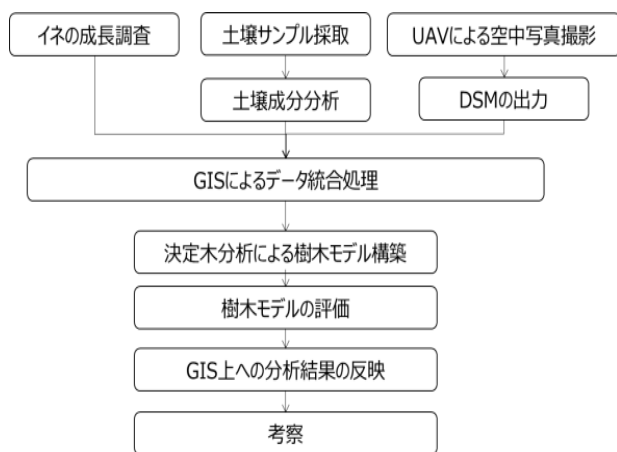 イネの成長調査
土壌サンプル採取
UAVによる空中写真撮影
土壌成分分析
DSMの出力
GISによるデータ統合処理
決定木分析による樹木モデル構築
樹木モデルの評価
GIS上への分析結果の反映
考察